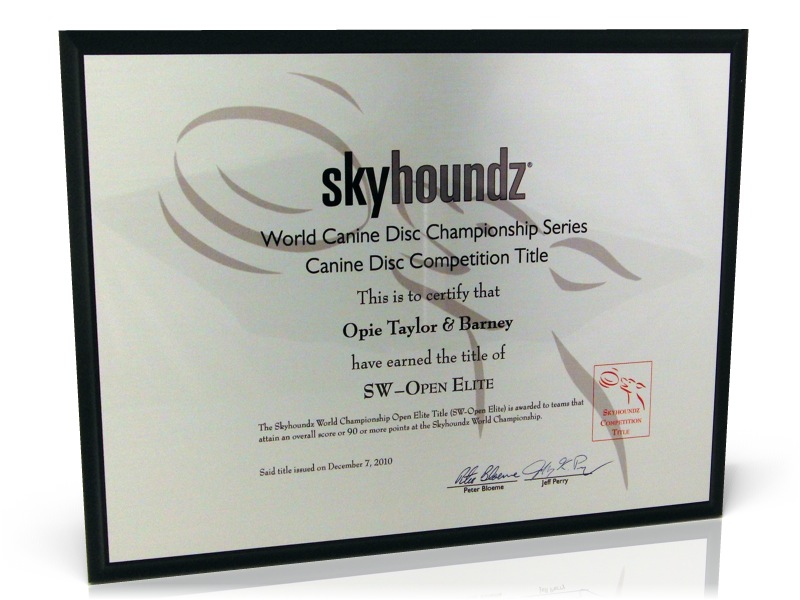 skyhoundz®
World Canine Disc Championship Series
Canine Disc Competition Title
This is to certify that
Opie Taylor & Barney
have earned the title of
SW–OPEN ELITE
The Skyhoundz World Championship Open Elite Title (SW-Open Elite) is awarded to teams that
attain an overall score or 90 or more points at the Skyhoundz World Championship.
Said title issued on December 7, 2010
Peter Bloeme
Peter Bloeme
Jeff Perry
SKYHOUNDZ
COMPETITION
TITLE